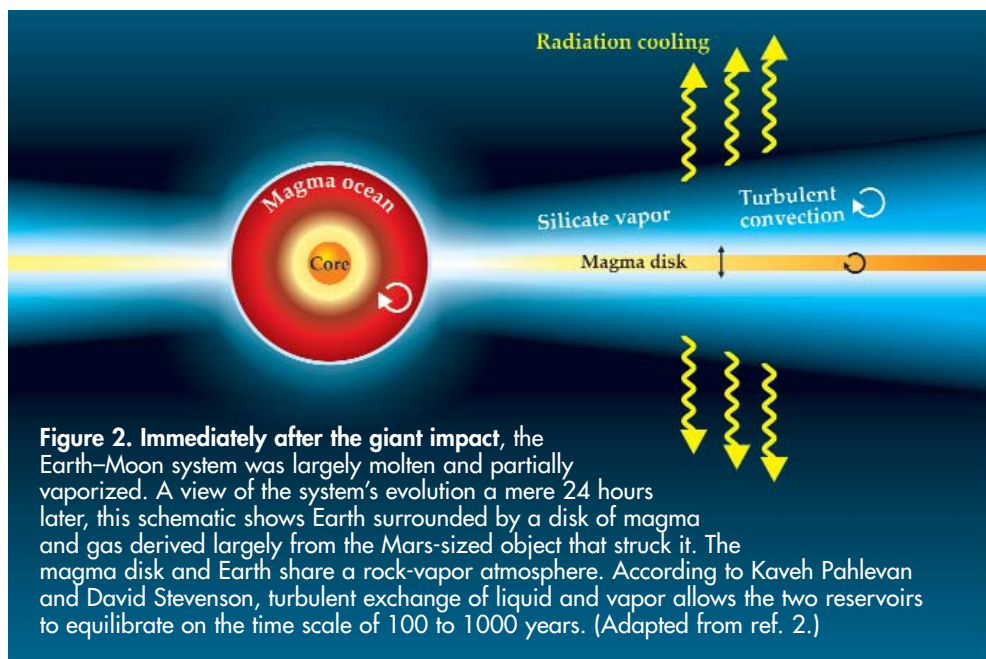 Radiation cooling
Magma ocean
Core
Silicate vapor
Turbulent
convection
Magma disk
Figure 2. Immediately after the giant impact, the
Earth–Moon system was largely molten and partially
vaporized. A view of the system’s evolution a mere 24 hours
later, this schematic shows Earth surrounded by a disk of magma
and gas derived largely from the Mars-sized object that struck it. The
magma disk and Earth share a rock-vapor atmosphere. According to Kaveh Pahlevan
and David Stevenson, turbulent exchange of liquid and vapor allows the two reservoirs
to equilibrate on the time scale of 100 to 1000 years. (Adapted from ref. 2.)